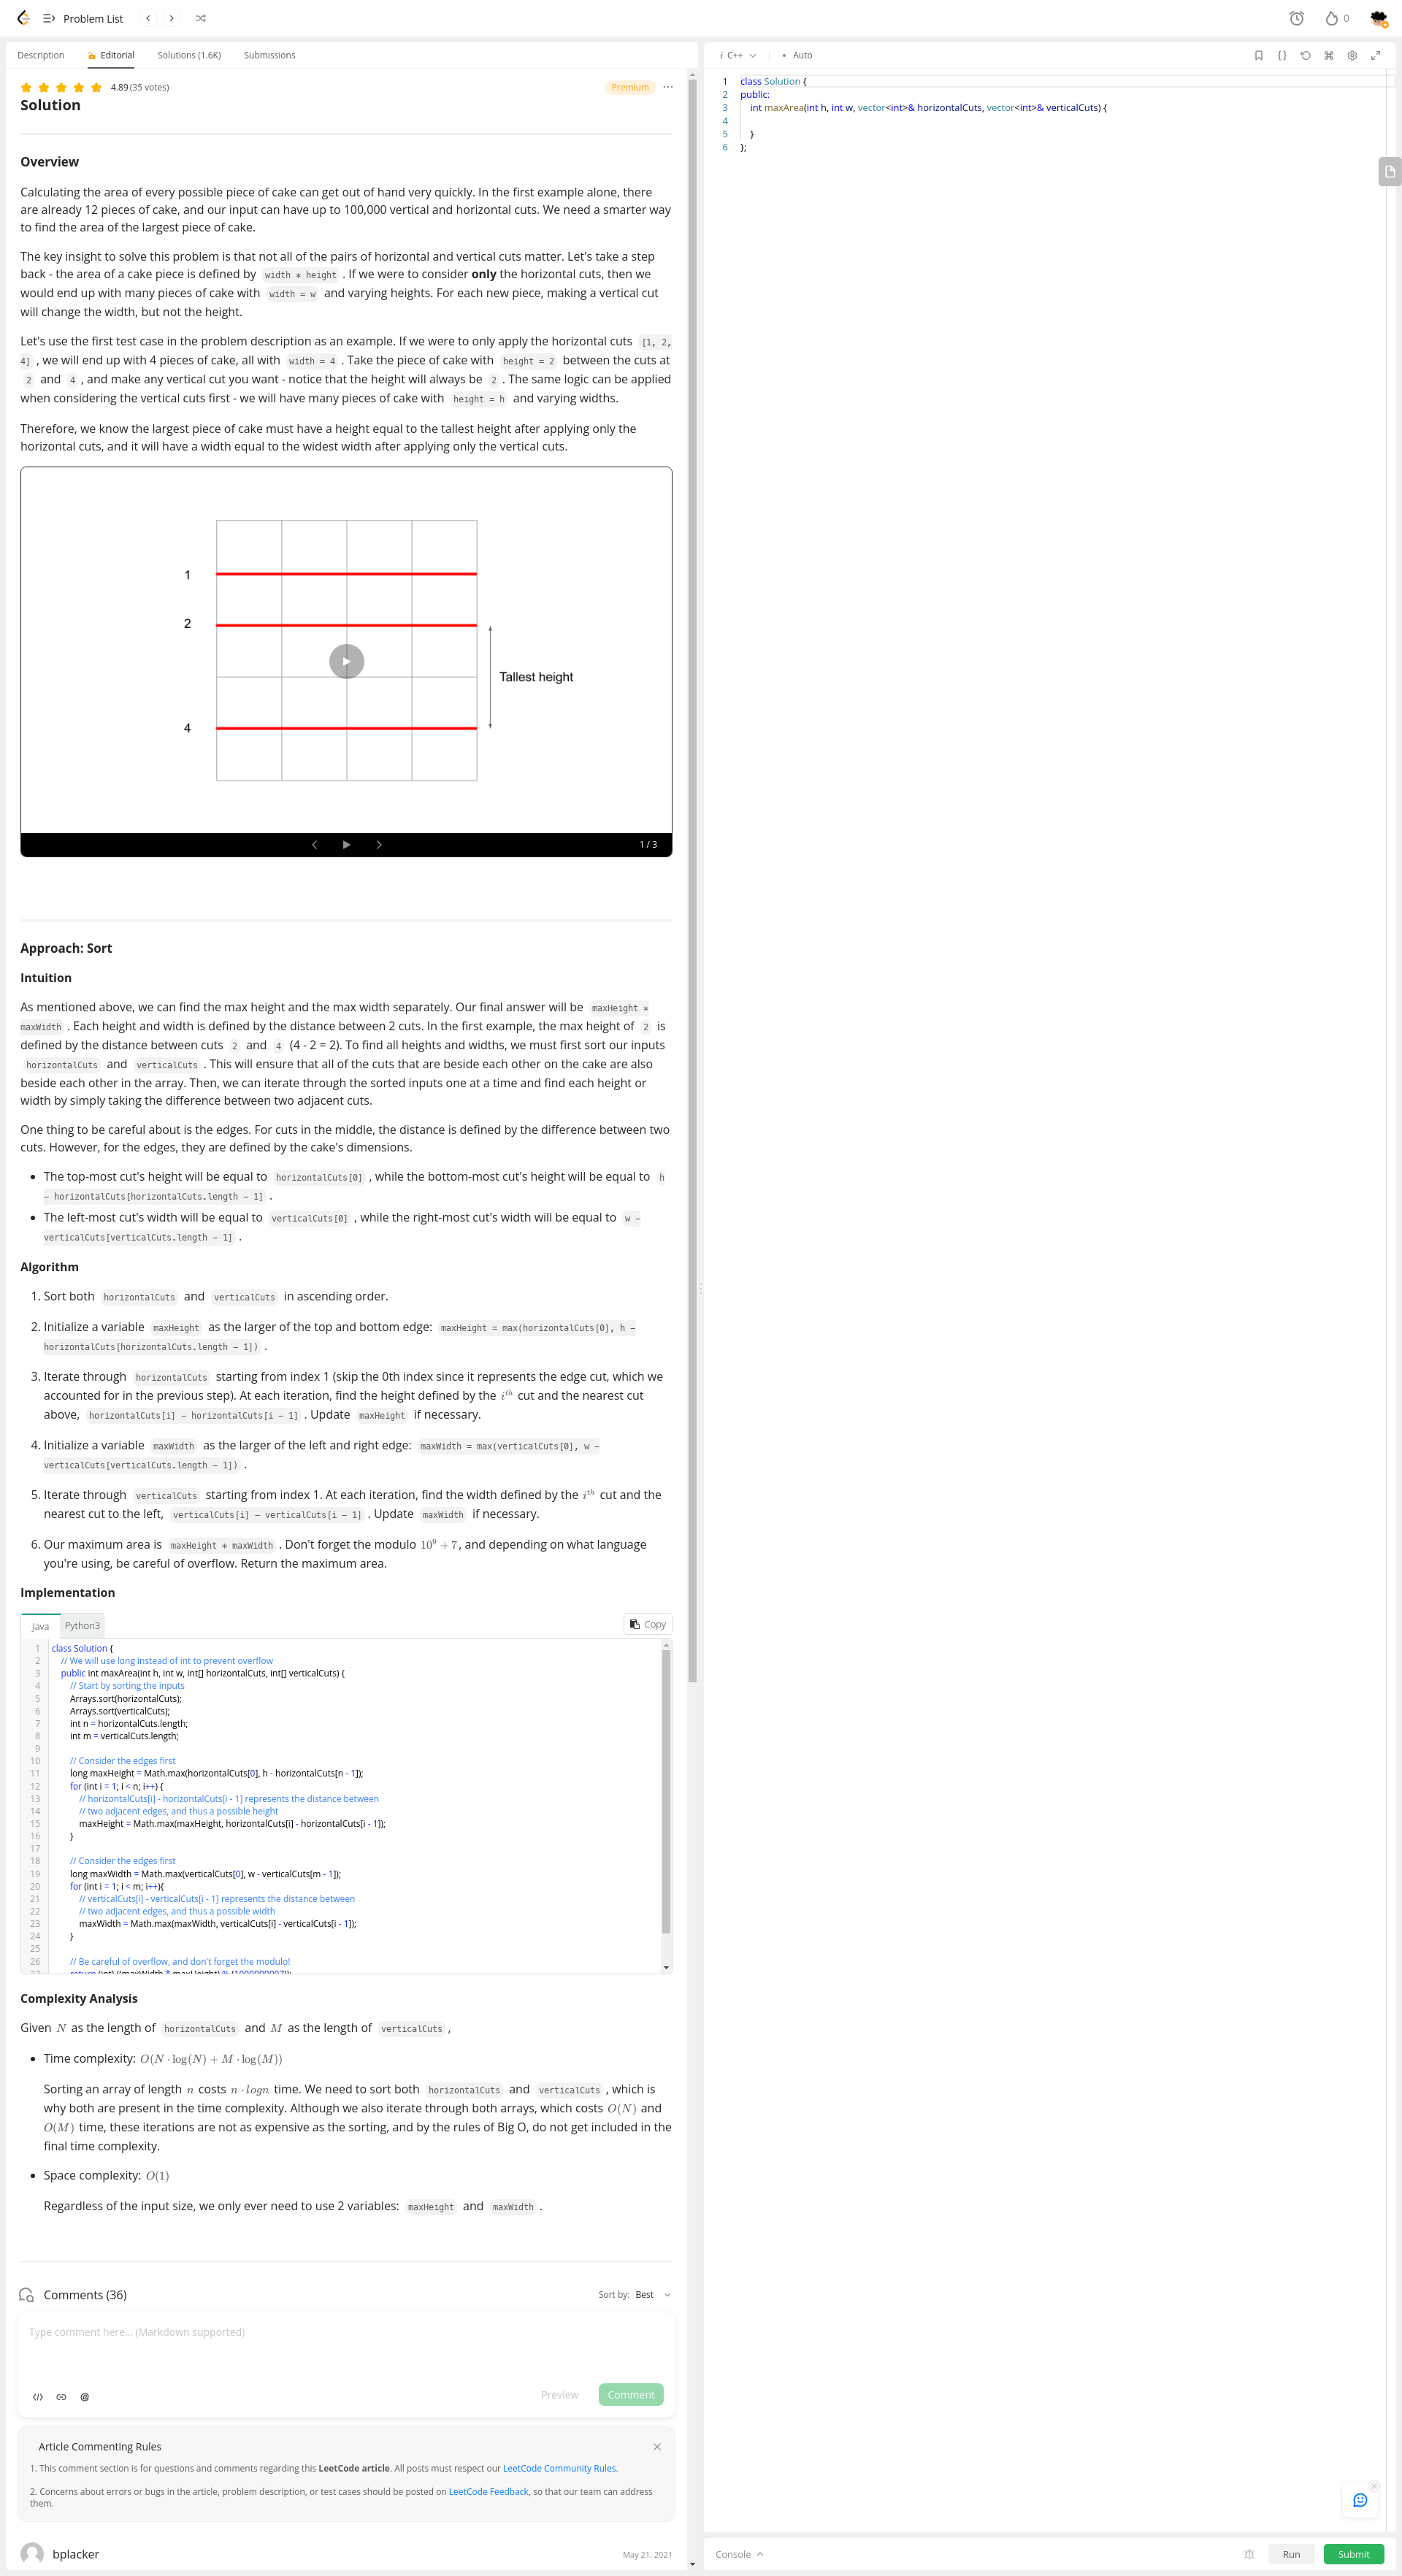 Problem List
0
Description Editorial Solutions (1.6K) Submissions
4.89 (35 votes) Premium
Solution
Overview
Calculating the area of every possible piece of cake can get out of hand very quickly. In the first example alone, there
are already 12 pieces of cake, and our input can have up to 100,000 vertical and horizontal cuts. We need a smarter way
to find the area of the largest piece of cake.
The key insight to solve this problem is that not all of the pairs of horizontal and vertical cuts matter. Let's take a step
back - the area of a cake piece is defined by width * height . If we were to consider only the horizontal cuts, then we
would end up with many pieces of cake with width = w and varying heights. For each new piece, making a vertical cut
will change the width, but not the height.
Let's use the first test case in the problem description as an example. If we were to only apply the horizontal cuts [1, 2,
4] , we will end up with 4 pieces of cake, all with width = 4 . Take the piece of cake with height = 2 between the cuts at
2 and 4 , and make any vertical cut you want - notice that the height will always be 2 . The same logic can be applied
when considering the vertical cuts first - we will have many pieces of cake with height = h and varying widths.
Therefore, we know the largest piece of cake must have a height equal to the tallest height after applying only the
horizontal cuts, and it will have a width equal to the widest width after applying only the vertical cuts.
1
2
Tallest height
4
1 / 3
Approach: Sort
Intuition
As mentioned above, we can find the max height and the max width separately. Our final answer will be maxHeight *
maxWidth . Each height and width is defined by the distance between 2 cuts. In the first example, the max height of 2 is
defined by the distance between cuts 2 and 4 (4 - 2 = 2). To find all heights and widths, we must first sort our inputs
horizontalCuts and verticalCuts . This will ensure that all of the cuts that are beside each other on the cake are also
beside each other in the array. Then, we can iterate through the sorted inputs one at a time and find each height or
width by simply taking the difference between two adjacent cuts.
One thing to be careful about is the edges. For cuts in the middle, the distance is defined by the difference between two
cuts. However, for the edges, they are defined by the cake's dimensions.
• The top-most cut's height will be equal to horizontalCuts[0] , while the bottom-most cut's height will be equal to h
- horizontalCuts[horizontalCuts.length - 1] .
• The left-most cut's width will be equal to verticalCuts[0] , while the right-most cut's width will be equal to w -
verticalCuts[verticalCuts.length - 1] .
Algorithm
1. Sort both horizontalCuts and verticalCuts in ascending order.
2. Initialize a variable maxHeight as the larger of the top and bottom edge: maxHeight = max(horizontalCuts[0], h -
horizontalCuts[horizontalCuts.length - 1]) .
3. Iterate through horizontalCuts starting from index 1 (skip the 0th index since it represents the edge cut, which we
accounted for in the previous step). At each iteration, find the height defined by the i^th cut and the nearest cut
above, horizontalCuts[i] - horizontalCuts[i - 1] . Update maxHeight if necessary.
4. Initialize a variable maxWidth as the larger of the left and right edge: maxWidth = max(verticalCuts[0], w -
verticalCuts[verticalCuts.length - 1]) .
5. Iterate through verticalCuts starting from index 1. At each iteration, find the width defined by the i^th cut and the
nearest cut to the left, verticalCuts[i] - verticalCuts[i - 1] . Update maxWidth if necessary.
6. Our maximum area is maxHeight * maxWidth . Don't forget the modulo 10^9 + 7, and depending on what language
you're using, be careful of overflow. Return the maximum area.
Implementation
Java Python3 Copy
1 class Solution {
2 // We will use long instead of int to prevent overflow
3 public int maxArea(int h, int w, int[] horizontalCuts, int[] verticalCuts) {
4 // Start by sorting the inputs
5 Arrays.sort(horizontalCuts);
6 Arrays.sort(verticalCuts);
7 int n = horizontalCuts.length;
8 int m = verticalCuts.length;
9
10 // Consider the edges first
11 long maxHeight = Math.max(horizontalCuts[0], h - horizontalCuts[n - 1]);
12 for (int i = 1; i < n; i++) {
13 // horizontalCuts[i] - horizontalCuts[i - 1] represents the distance between
14 // two adjacent edges, and thus a possible height
15 maxHeight = Math.max(maxHeight, horizontalCuts[i] - horizontalCuts[i - 1]);
16 }
17
18 // Consider the edges first
19 long maxWidth = Math.max(verticalCuts[0], w - verticalCuts[m - 1]);
20 for (int i = 1; i < m; i++){
21 // verticalCuts[i] - verticalCuts[i - 1] represents the distance between
22 // two adjacent edges, and thus a possible width
23 maxWidth = Math.max(maxWidth, verticalCuts[i] - verticalCuts[i - 1]);
24 }
25
26 // Be careful of overflow, and don't forget the modulo!
27 return (int) ((maxWidth * maxHeight) % (1000000007));
Complexity Analysis
Given N as the length of horizontalCuts and M as the length of verticalCuts ,
• Time complexity: O(N · log(N) + M · log(M))
Sorting an array of length n costs n · logn time. We need to sort both horizontalCuts and verticalCuts , which is
why both are present in the time complexity. Although we also iterate through both arrays, which costs O(N) and
O(M) time, these iterations are not as expensive as the sorting, and by the rules of Big O, do not get included in the
final time complexity.
• Space complexity: O(1)
Regardless of the input size, we only ever need to use 2 variables: maxHeight and maxWidth .
Comments (36) Sort by: Best
Type comment here... (Markdown supported)
@ Preview Comment
Article Commenting Rules
1. This comment section is for questions and comments regarding this LeetCode article. All posts must respect our LeetCode Community Rules.
2. Concerns about errors or bugs in the article, problem description, or test cases should be posted on LeetCode Feedback, so that our team can address
them.
bplacker May 21, 2021
i C++ • Auto
1 class Solution {
2 public:
3 int maxArea(int h, int w, vector<int>& horizontalCuts, vector<int>& verticalCuts) {
4
5 }
6 };
Console Run Submit